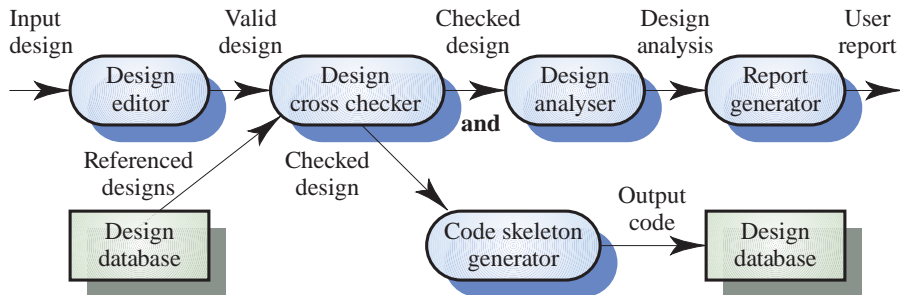 Input
design
Valid
design
Checked
design
Design
analysis
User
report
Design
editor
Design
cross checker
and
Design
analyser
Report
generator
Referenced
designs
Checked
design
Design
database
Code skeleton
generator
Output
code
Design
database